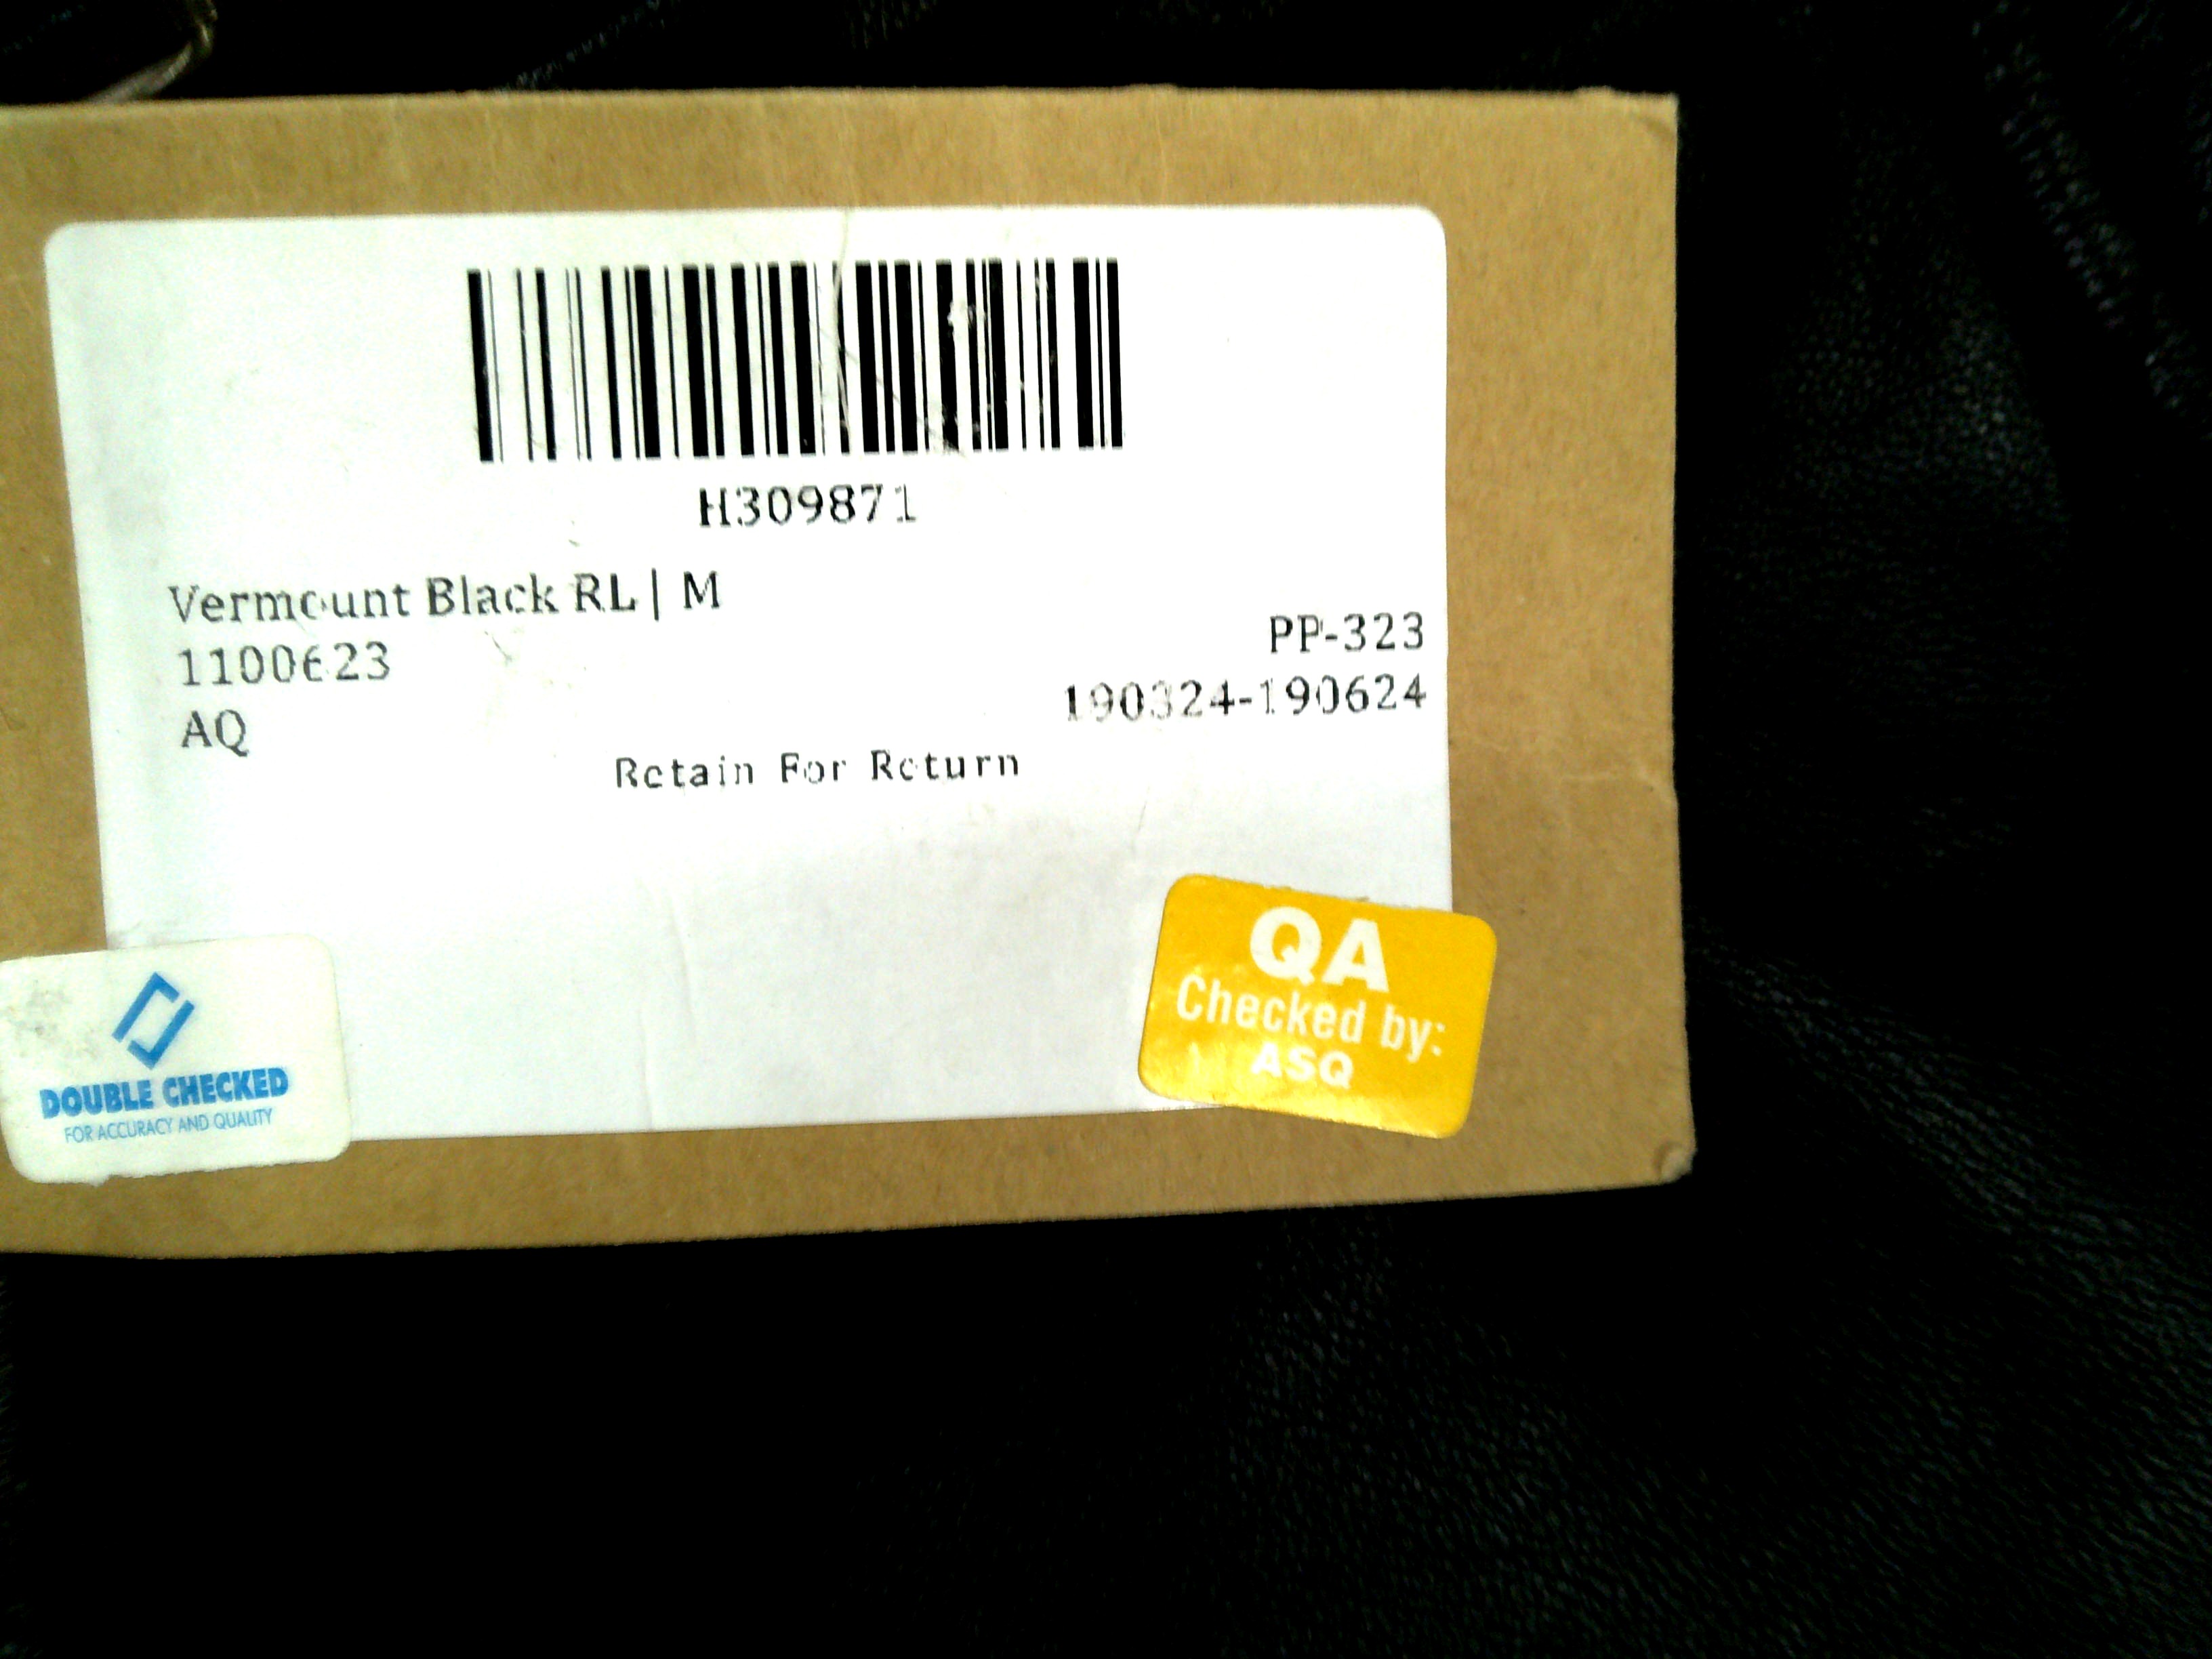 H309871
Vermount Black RL | M
1100623
PP-323
190324-190624
AQ
Retain For Return
QA
Checked by:
ASQ
DOUBLE CHECKED
FOR ACCURACY AND QUALITY